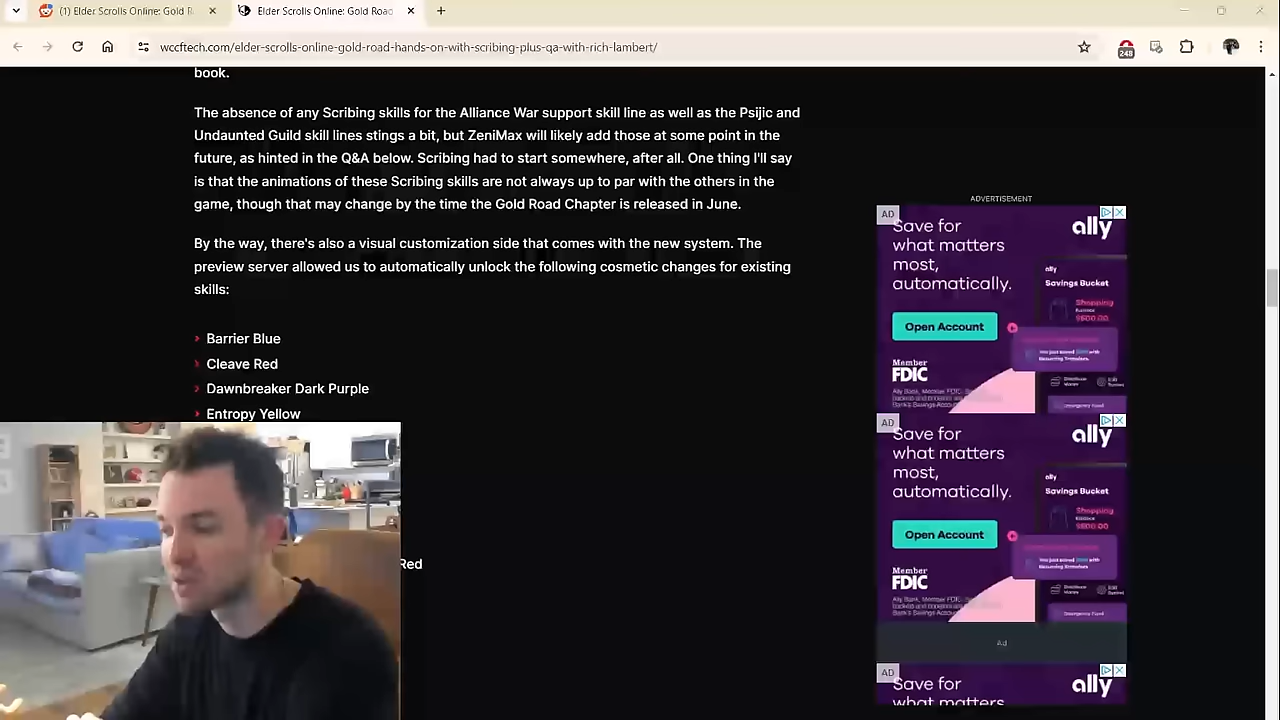 (1) Elder Scrolls Online: Gold R
Elder Scrolls Online: Gold Road
wccftech.com/elder-scrolls-online-gold-road-hands-on-with-scribing-plus-qa-with-rich-lambert/
248
book.
The absence of any Scribing skills for the Alliance War support skill line as well as the Psijic and
Undaunted Guild skill lines stings a bit, but ZeniMax will likely add those at some point in the
future, as hinted in the Q&A below. Scribing had to start somewhere, after all. One thing I'll say
is that the animations of these Scribing skills are not always up to par with the others in the
game, though that may change by the time the Gold Road Chapter is released in June.
By the way, there's also a visual customization side that comes with the new system. The
preview server allowed us to automatically unlock the following cosmetic changes for existing
skills:
Barrier Blue
Cleave Red
Dawnbreaker Dark Purple
Entropy Yellow
Red
ADVERTISEMENT
AD
Save for
what matters
most,
automatically.
Open Account
Member
FDIC
ally
ally
Savings Bucket
Shopping
AD
Save for
what matters
most,
automatically.
Open Account
Member
FDIC
ally
ally
Savings Bucket
Shopping
Ad
AD
Save for
what matters
ally